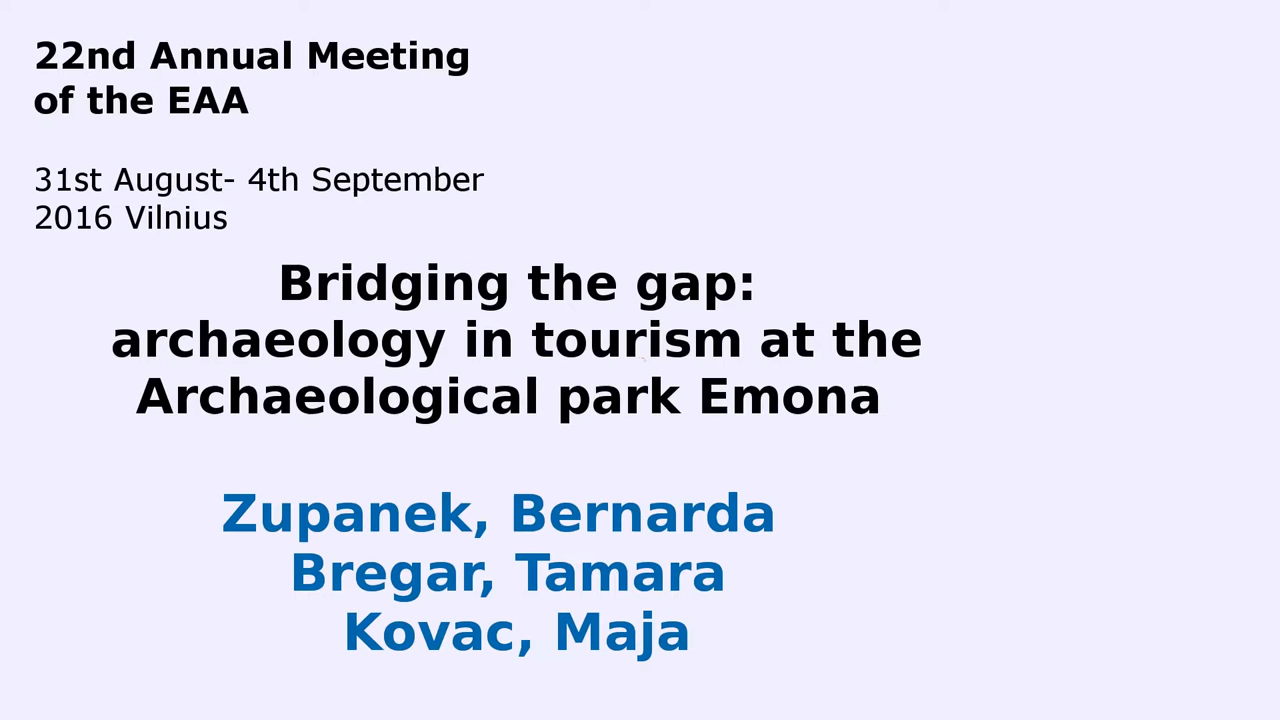 22nd Annual Meeting
of the EAA
31st August- 4th September
2016 Vilnius
Bridging the gap:
archaeology in tourism at the
Archaeological park Emona
Zupanek, Bernarda
Bregar, Tamara
Kovac, Maja